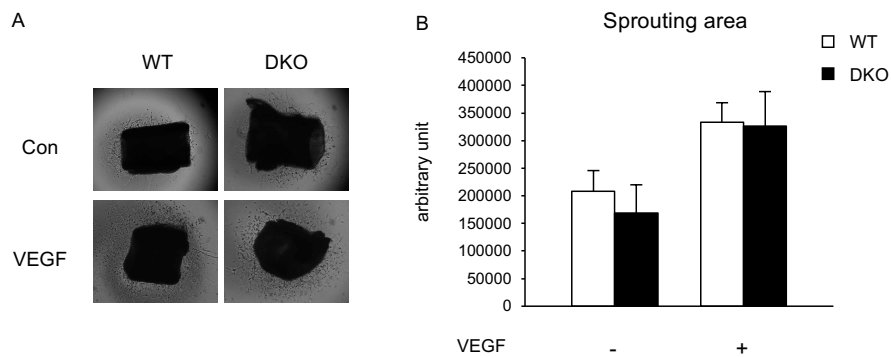 A
WT DKO
Con
VEGF
B
Sprouting area
WT
DKO
arbitrary unit
450000
400000
350000
300000
250000
200000
150000
100000
50000
0
VEGF - +